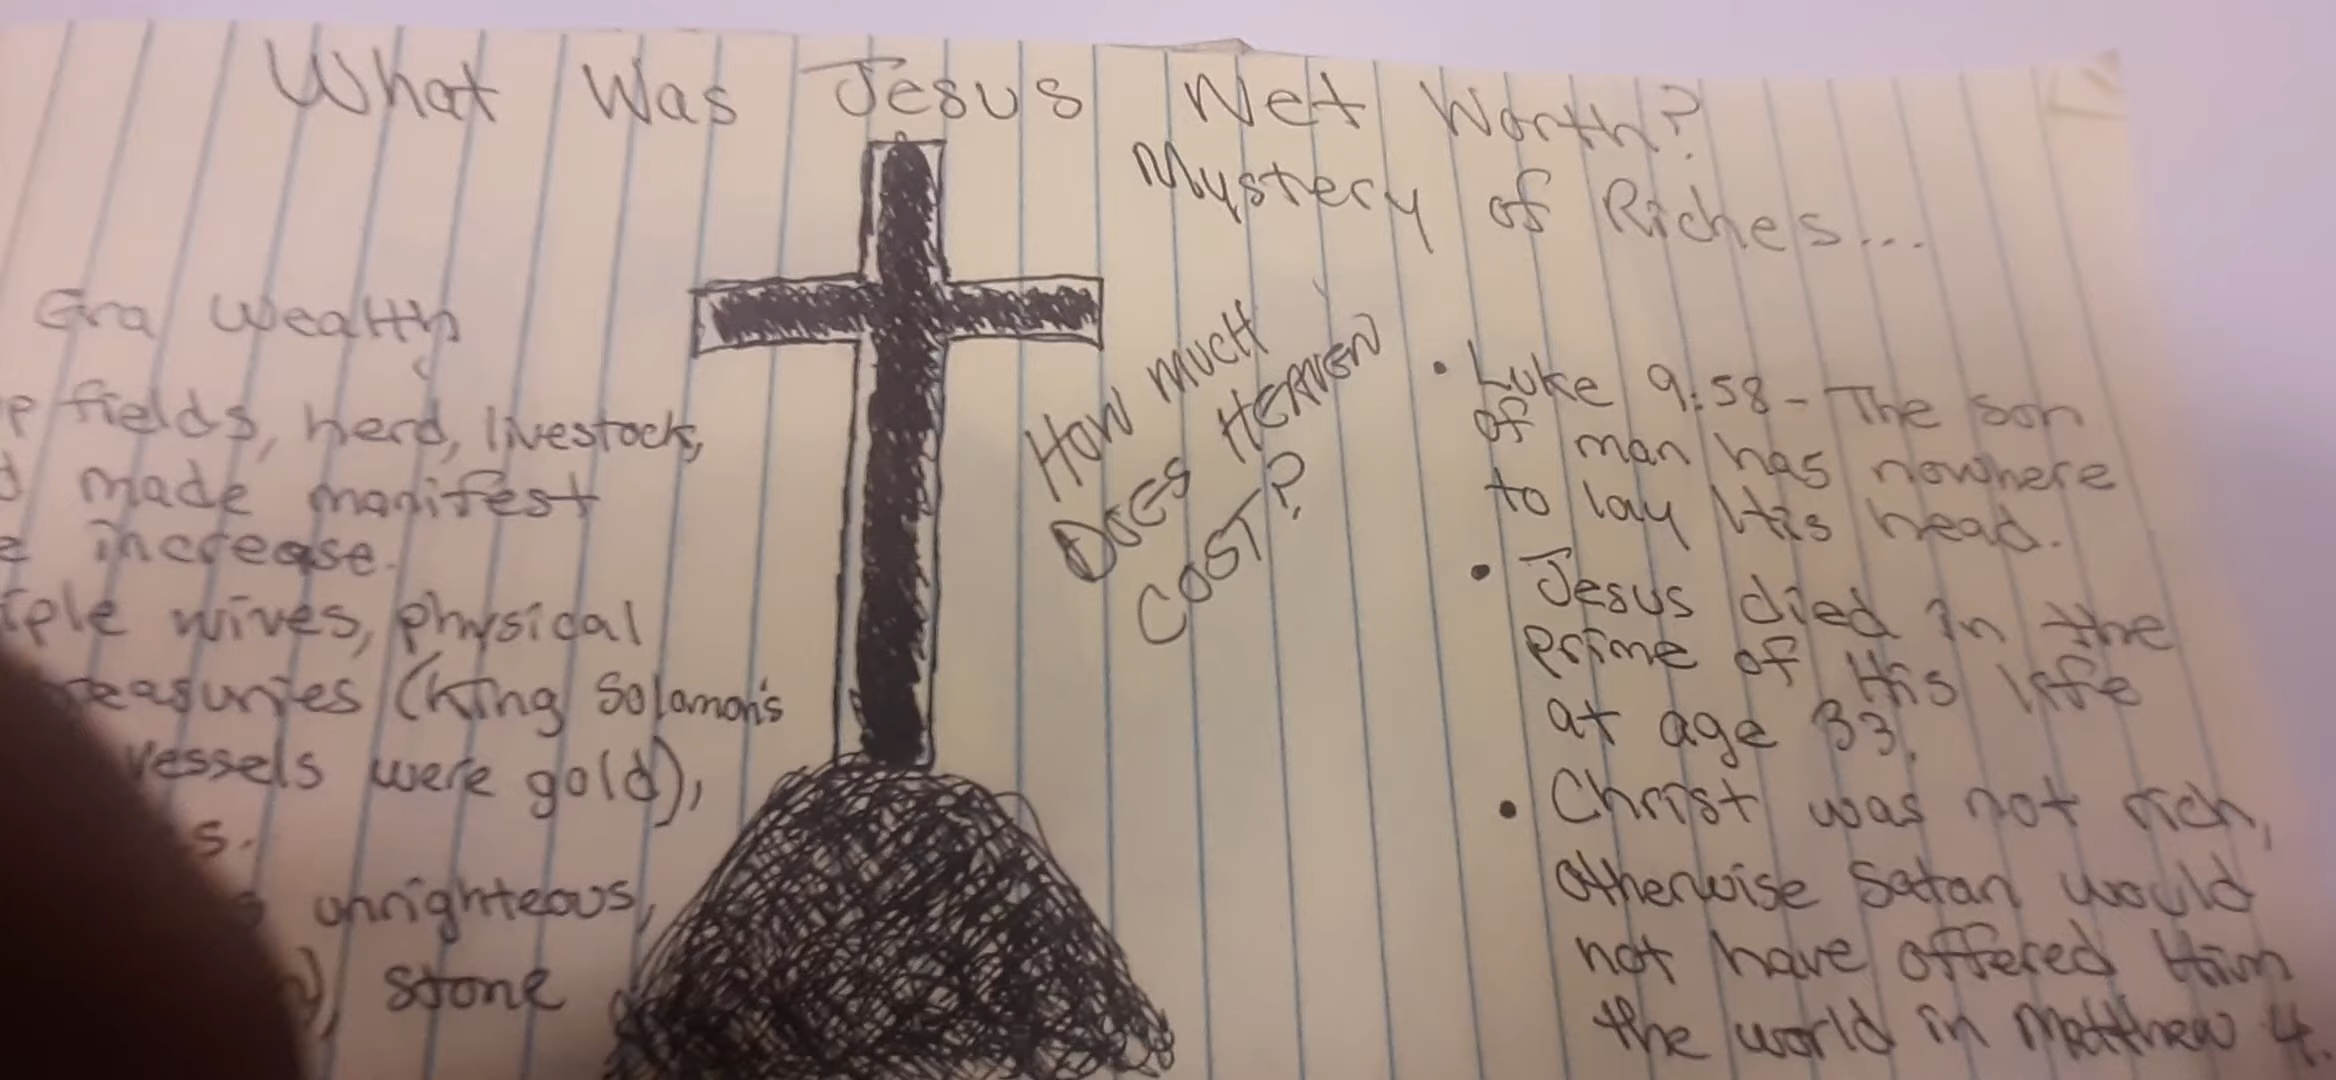 What Was Jesus Net Worth?
Mystery of Riches...
Era Wealth
fields, herd, livestock,
made manifest
increase.
wives, physical
(King Solomon's
vessels were gold),
unrighteous,
stone
HOW MUCH
DOES HEAVEN
COST?
• Luke 9:58 - The son
of man has nowhere
to lay His head.
• Jesus died in the
prime of His life
at age 33.
• Christ was not rich,
otherwise Satan would
not have offered Him
the world in Matthew 4.